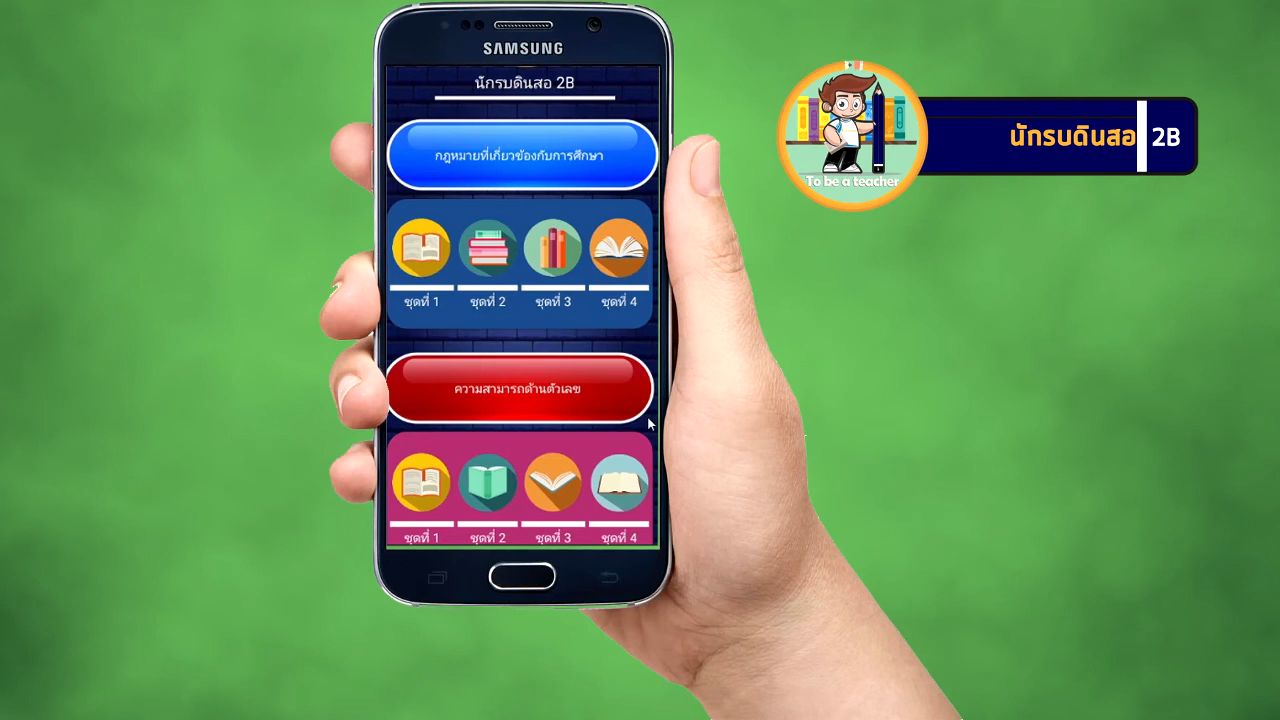 SAMSUNG
นักรบดินสอ 2B
กฎหมายที่เกี่ยวข้องกับการศึกษา
ชุดที่ 1 ชุดที่ 2 ชุดที่ 3 ชุดที่ 4
ความสามารถด้านตัวเลข
ชุดที่ 1 ชุดที่ 2 ชุดที่ 3 ชุดที่ 4
To be a teacher
นักรบดินสอ 2B